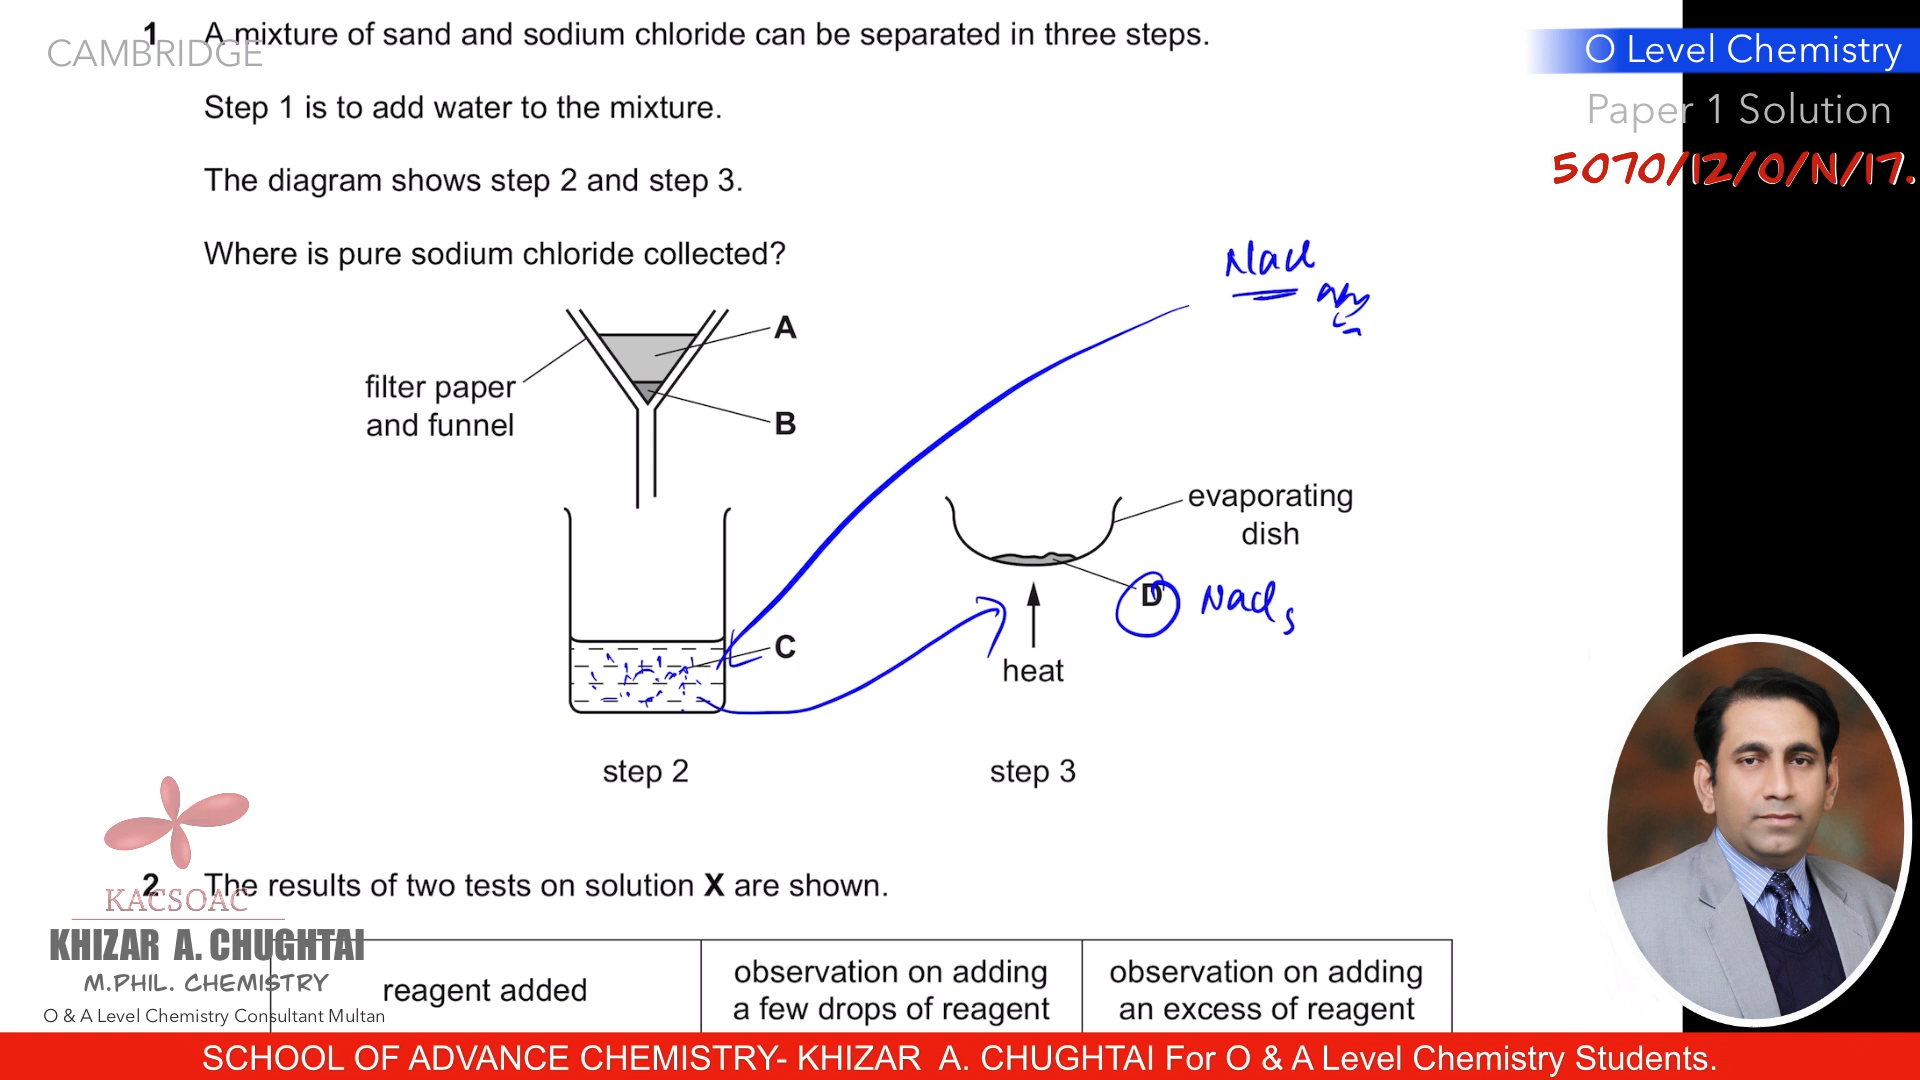 CAMBRIDGE
O Level Chemistry
Paper 1 Solution
5070/12/O/N/17.
1 A mixture of sand and sodium chloride can be separated in three steps.
Step 1 is to add water to the mixture.
The diagram shows step 2 and step 3.
Where is pure sodium chloride collected?
NaCl
A
filter paper
and funnel
B
evaporating
dish
D NaCl s
C
heat
step 2 step 3
2 The results of two tests on solution X are shown.
reagent added
observation on adding
a few drops of reagent
observation on adding
an excess of reagent
KACSOAC
KHIZAR A. CHUGHTAI
M.PHIL. CHEMISTRY
O & A Level Chemistry Consultant Multan
SCHOOL OF ADVANCE CHEMISTRY- KHIZAR A. CHUGHTAI For O & A Level Chemistry Students.